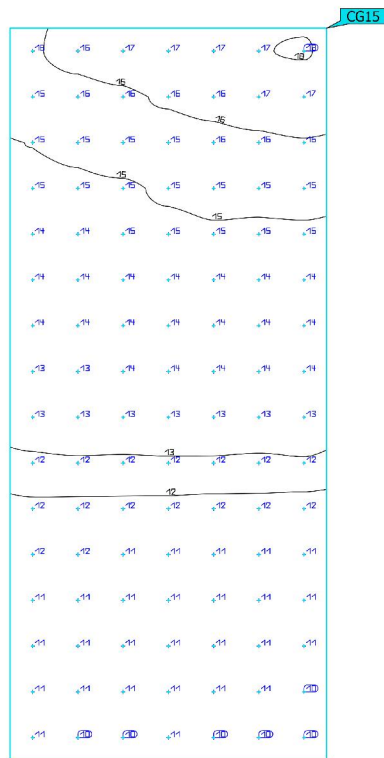 CG15
16 16 17 17 17 17 18
18
16
15 16 16 16 16 17 17
16
15 15 15 16 16 16 16
15
15 15 15 15 15 15 15
15
14 14 15 15 15 15 15
14 14 14 14 14 14 14
14 14 14 14 14 14 14
13 13 14 14 14 14 14
13 13 13 13 13 13 13
13
12 12 12 12 12 12 12
12
12 12 12 12 12 12 12
12 12 11 11 11 11 11
11 11 11 11 11 11 11
11 11 11 11 11 11 11
11 11 11 11 11 11 10
11 10 10 11 10 10 10